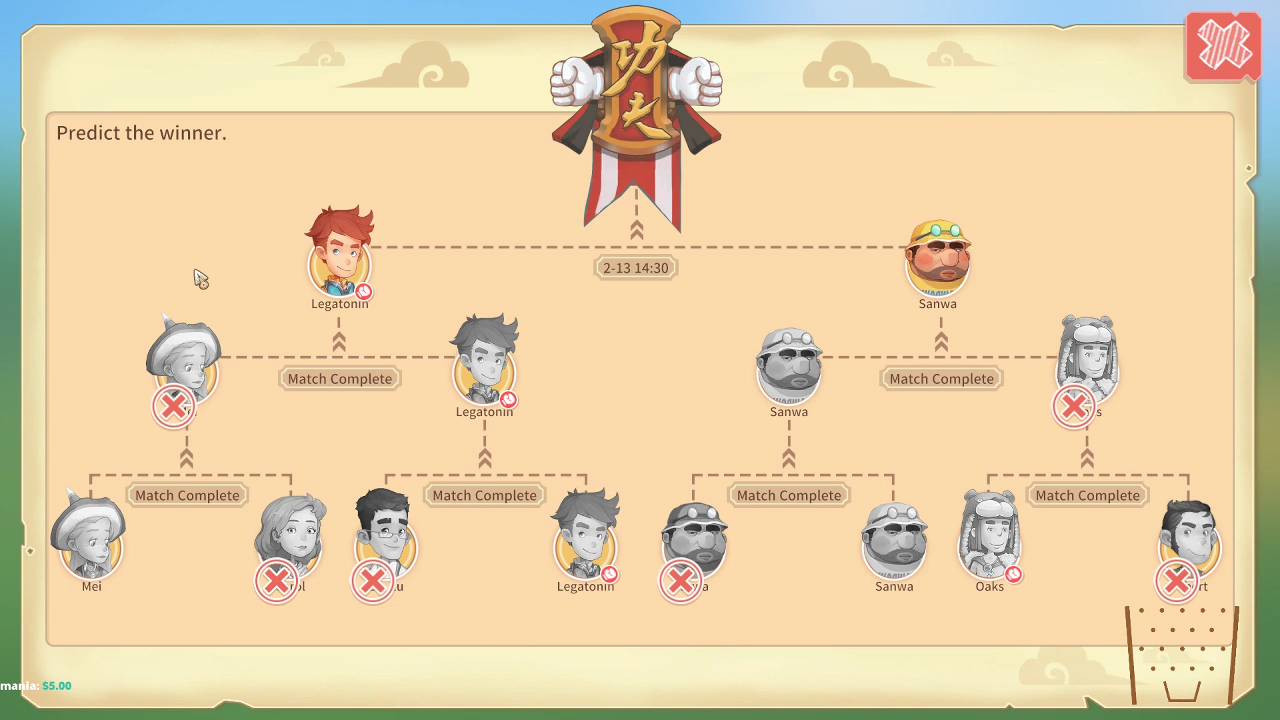 功
夫
Predict the winner.
2-13 14:30
Legatonin
Sanwa
Match Complete
Match Complete
Legatonin
Sanwa
Match Complete
Match Complete
Match Complete
Match Complete
Mei
Legatonin
Sanwa
Oaks
mania: $5.00